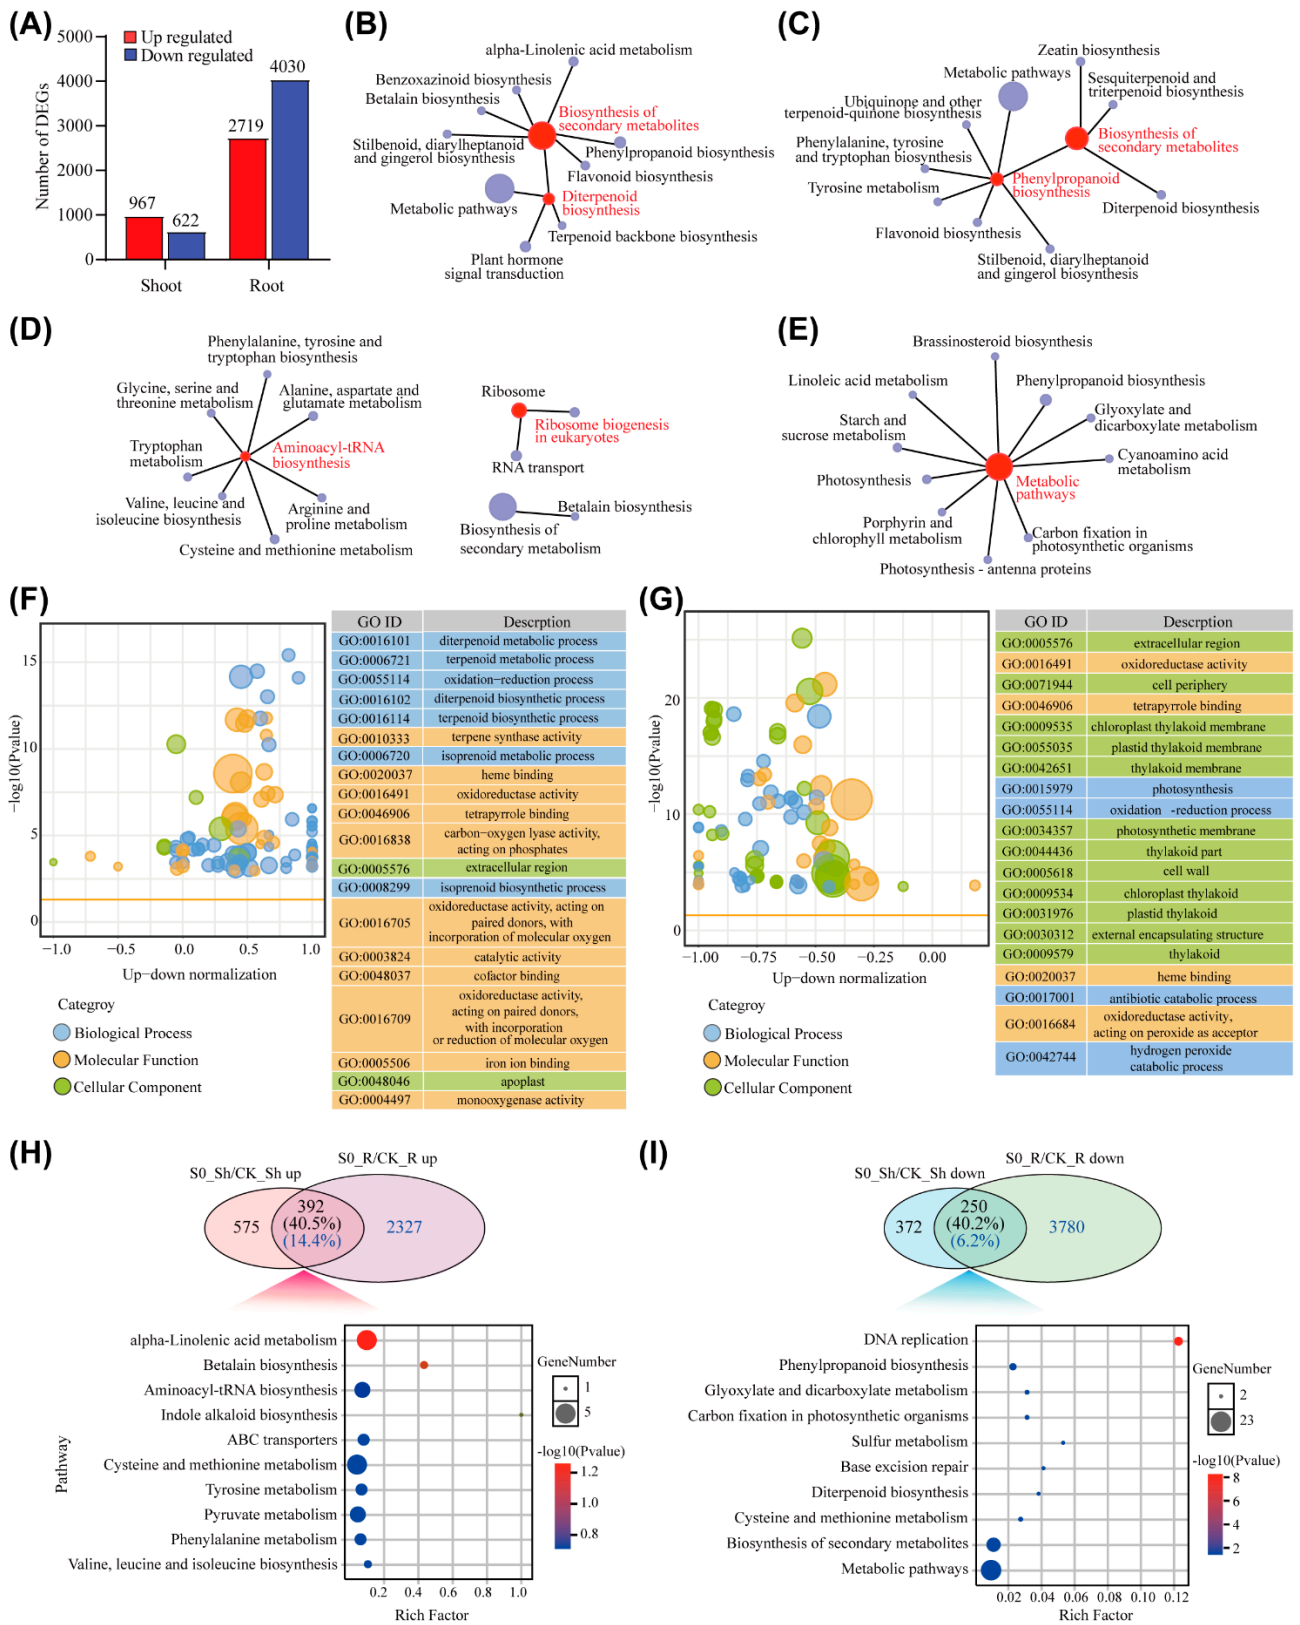 (A)
Up regulated
Down regulated
5000
4000
3000
2000
1000
0
Number of DEGs
967
622
2719
4030
Shoot
Root
(B)
alpha-Linolenic acid metabolism
Benzoxazinoid biosynthesis
Betalain biosynthesis
Biosynthesis of
secondary metabolites
Stilbenoid, diarylheptanoid
and gingerol biosynthesis
Phenylpropanoid biosynthesis
Flavonoid biosynthesis
Metabolic pathways
Diterpenoid
biosynthesis
Terpenoid backbone biosynthesis
Plant hormone
signal transduction
(C)
Zeatin biosynthesis
Metabolic pathways
Sesquiterpenoid and
triterpenoid biosynthesis
Ubiquinone and other
terpenoid-quinone biosynthesis
Biosynthesis of
secondary metabolites
Phenylalanine, tyrosine
and tryptophan biosynthesis
Phenylpropanoid
biosynthesis
Tyrosine metabolism
Diterpenoid biosynthesis
Flavonoid biosynthesis
Stilbenoid, diarylheptanoid
and gingerol biosynthesis
(D)
Phenylalanine, tyrosine and
tryptophan biosynthesis
Glycine, serine and
threonine metabolism
Alanine, aspartate and
glutamate metabolism
Tryptophan
metabolism
Aminoacyl-tRNA
biosynthesis
Valine, leucine and
isoleucine biosynthesis
Arginine and
proline metabolism
Cysteine and methionine metabolism
Ribosome
Ribosome biogenesis
in eukaryotes
RNA transport
Betalain biosynthesis
Biosynthesis of
secondary metabolism
(E)
Brassinosteroid biosynthesis
Linoleic acid metabolism
Phenylpropanoid biosynthesis
Starch and
sucrose metabolism
Glyoxylate and
dicarboxylate metabolism
Cyanoamino acid
metabolism
Photosynthesis
Metabolic
pathways
Porphyrin and
chlorophyll metabolism
Carbon fixation in
photosynthetic organisms
Photosynthesis - antenna proteins
(F)
−log10(Pvalue)
15
10
5
0
−1.0
−0.5
0.0
0.5
1.0
Up−down normalization
Categroy
Biological Process
Molecular Function
Cellular Component
GO ID Descrption
GO:0016101 diterpenoid metabolic process
GO:0006721 terpenoid metabolic process
GO:0055114 oxidation−reduction process
GO:0016102 diterpenoid biosynthetic process
GO:0016114 terpenoid biosynthetic process
GO:0010333 terpene synthase activity
GO:0006720 isoprenoid metabolic process
GO:0020037 heme binding
GO:0016491 oxidoreductase activity
GO:0046906 tetrapyrrole binding
GO:0016838 carbon−oxygen lyase activity,
acting on phosphates
GO:0005576 extracellular region
GO:0008299 isoprenoid biosynthetic process
GO:0016705 oxidoreductase activity, acting on
paired donors, with
incorporation of molecular oxygen
GO:0003824 catalytic activity
GO:0048037 cofactor binding
GO:0016709 oxidoreductase activity,
acting on paired donors,
with incorporation
or reduction of molecular oxygen
GO:0005506 iron ion binding
GO:0048046 apoplast
GO:0004497 monooxygenase activity
(G)
−log10(Pvalue)
20
10
0
−1.00
−0.75
−0.50
−0.25
0.00
Up−down normalization
Categroy
Biological Process
Molecular Function
Cellular Component
GO ID Descrption
GO:0005576 extracellular region
GO:0016491 oxidoreductase activity
GO:0071944 cell periphery
GO:0046906 tetrapyrrole binding
GO:0009535 chloroplast thylakoid membrane
GO:0055035 plastid thylakoid membrane
GO:0042651 thylakoid membrane
GO:0015979 photosynthesis
GO:0055114 oxidation -reduction process
GO:0034357 photosynthetic membrane
GO:0044436 thylakoid part
GO:0005618 cell wall
GO:0009534 chloroplast thylakoid
GO:0031976 plastid thylakoid
GO:0030312 external encapsulating structure
GO:0009579 thylakoid
GO:0020037 heme binding
GO:0017001 antibiotic catabolic process
GO:0016684 oxidoreductase activity,
acting on peroxide as acceptor
GO:0042744 hydrogen peroxide
catabolic process
(H)
S0_Sh/CK_Sh up
S0_R/CK_R up
575
392
(40.5%)
(14.4%)
2327
Pathway
alpha-Linolenic acid metabolism
Betalain biosynthesis
Aminoacyl-tRNA biosynthesis
Indole alkaloid biosynthesis
ABC transporters
Cysteine and methionine metabolism
Tyrosine metabolism
Pyruvate metabolism
Phenylalanine metabolism
Valine, leucine and isoleucine biosynthesis
0.2 0.4 0.6 0.8 1.0
Rich Factor
GeneNumber
1
5
-log10(Pvalue)
1.2
1.0
0.8
(I)
S0_Sh/CK_Sh down
S0_R/CK_R down
372
250
(40.2%)
(6.2%)
3780
DNA replication
Phenylpropanoid biosynthesis
Glyoxylate and dicarboxylate metabolism
Carbon fixation in photosynthetic organisms
Sulfur metabolism
Base excision repair
Diterpenoid biosynthesis
Cysteine and methionine metabolism
Biosynthesis of secondary metabolites
Metabolic pathways
0.02 0.04 0.06 0.08 0.10 0.12
Rich Factor
GeneNumber
2
23
-log10(Pvalue)
8
6
4
2